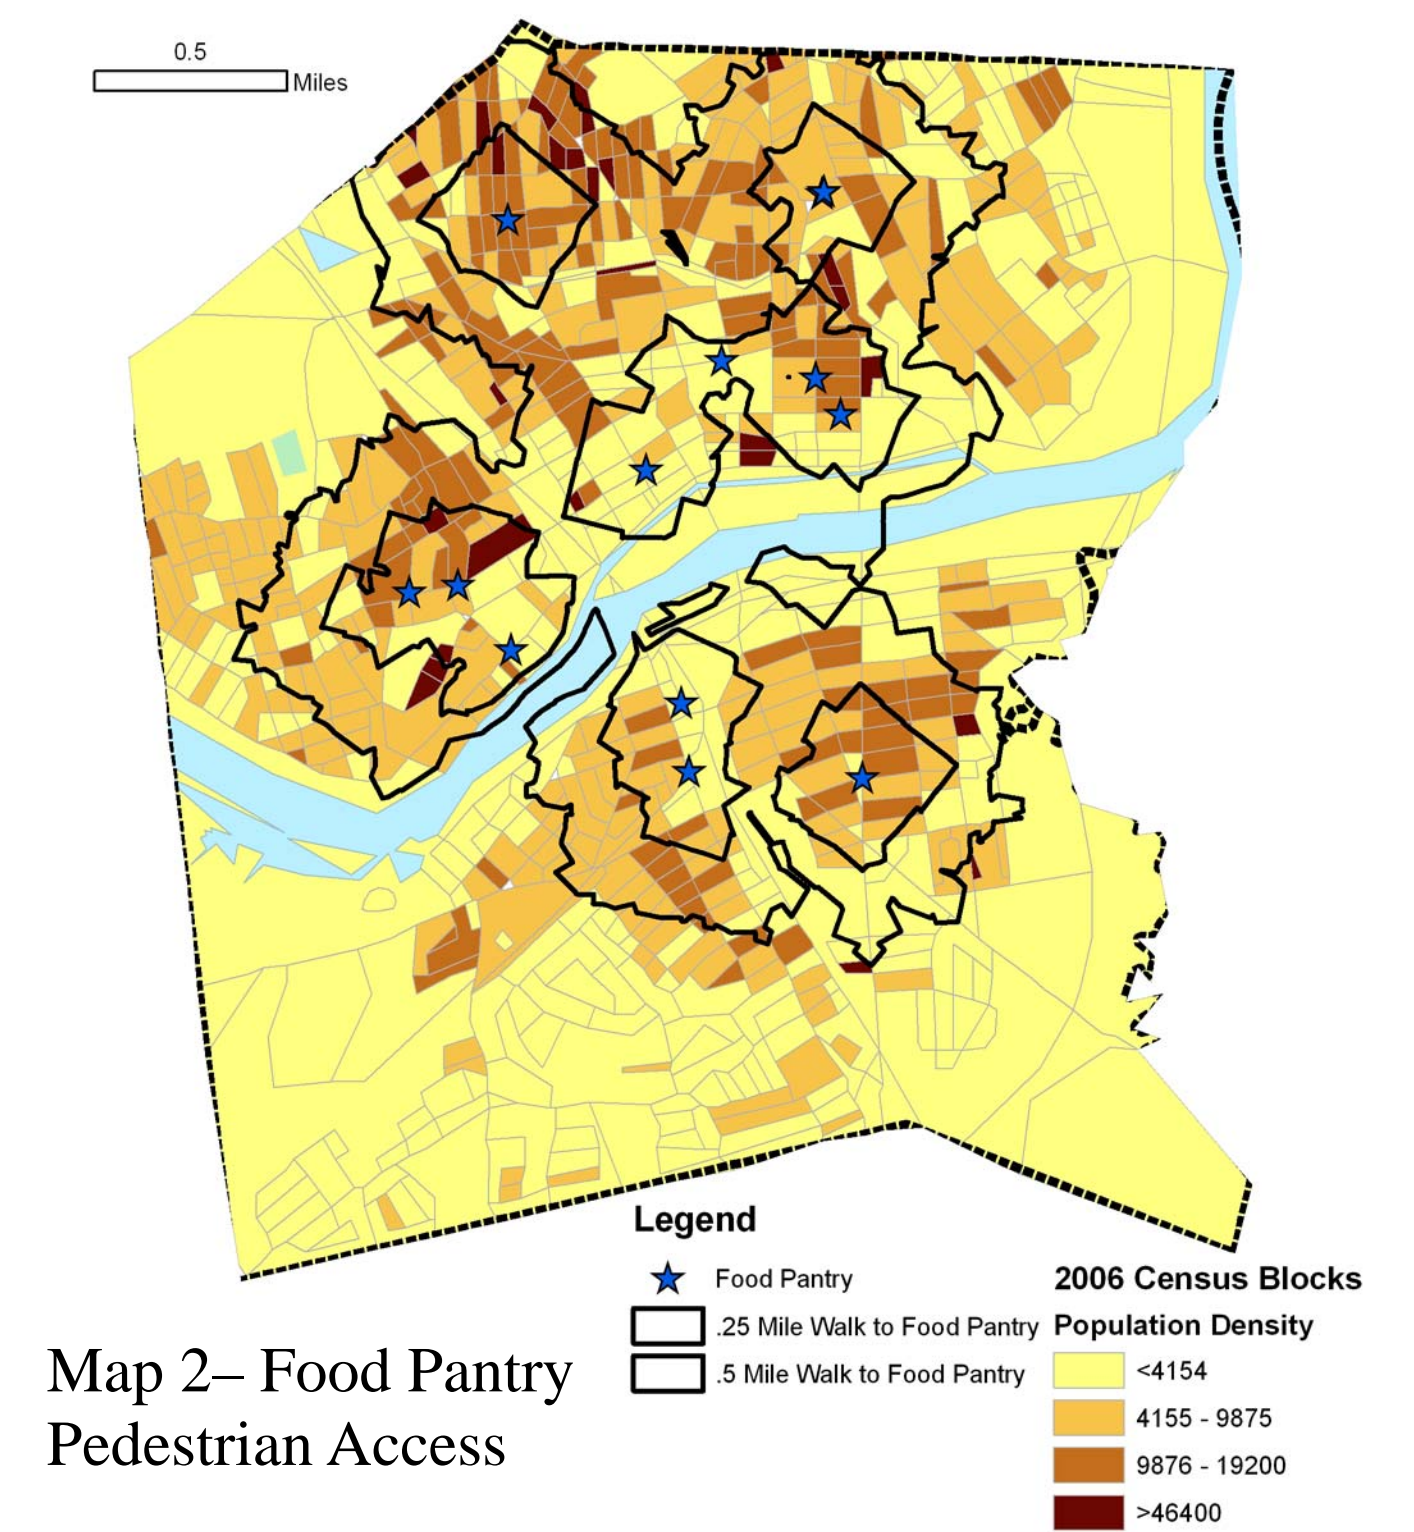 0.5
Miles
Legend
Food Pantry
.25 Mile Walk to Food Pantry
.5 Mile Walk to Food Pantry
2006 Census Blocks
Population Density
<4154
4155 - 9875
9876 - 19200
>46400
Map 2– Food Pantry
Pedestrian Access